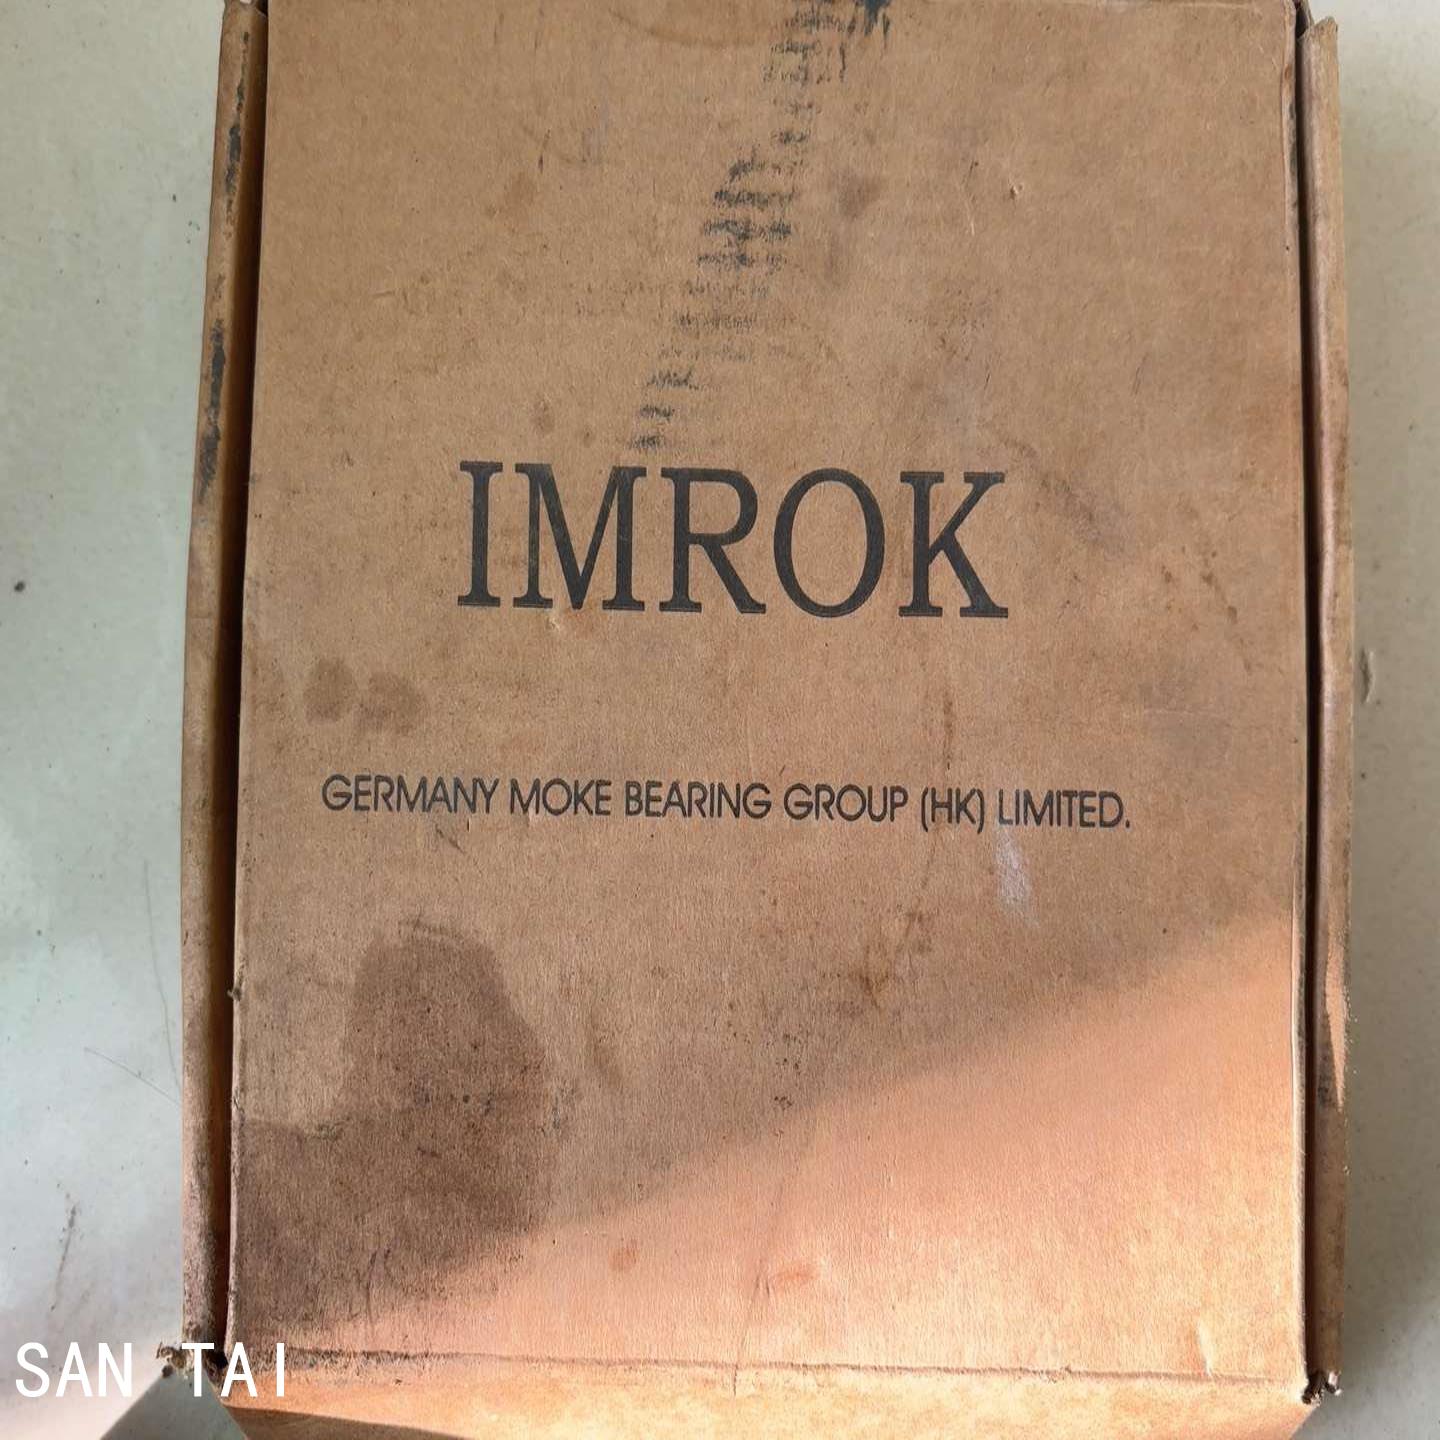 IMROK
GERMANY MOKE BEARING GROUP (HK) LIMITED.
SAN TAI